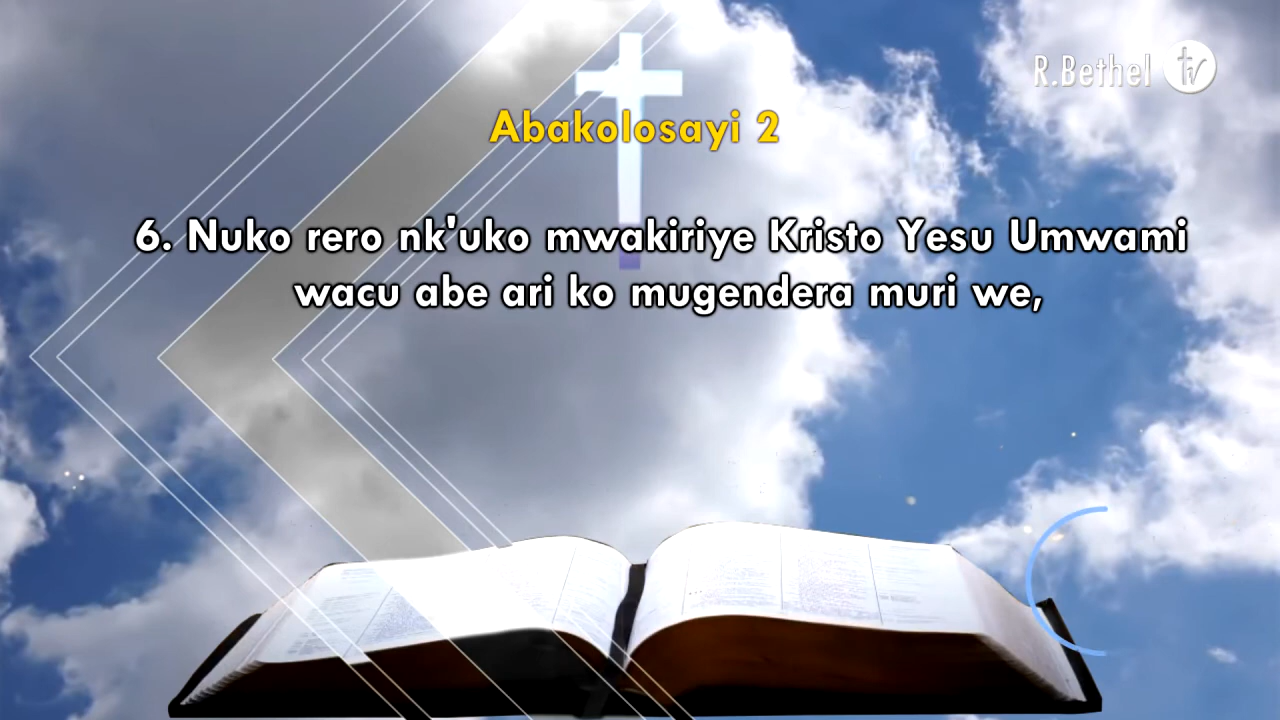 R.Bethel tv
Abakolosayi 2
6. Nuko rero nk'uko mwakiriye Kristo Yesu Umwami
wacu abe ari ko mugendera muri we,